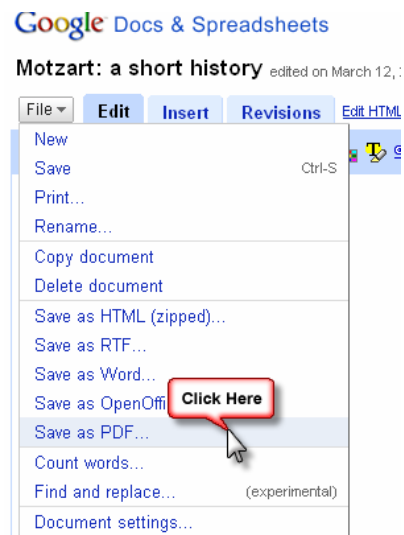 Google Docs & Spreadsheets
Motzart: a short history edited on March 12,
File Edit Insert Revisions Edit HTML
New
Save Ctrl-S
Print...
Rename...
Copy document
Delete document
Save as HTML (zipped)...
Save as RTF...
Save as Word...
Save as OpenOffi
Click Here
Save as PDF...
Count words...
Find and replace... (experimental)
Document settings...